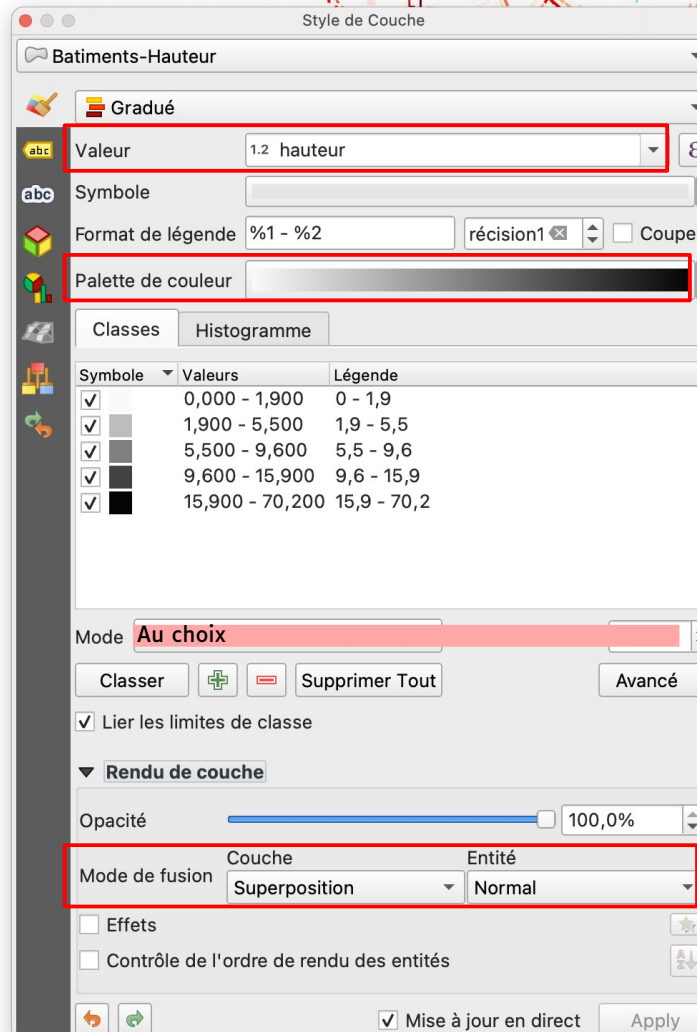 Style de Couche
Batiments-Hauteur
Gradué
abc
Valeur 1.2 hauteur ε
abc
Symbole
Format de légende %1 - %2 récision1 Coupe
Palette de couleur
Classes Histogramme
Symbole Valeurs Légende
0,000 - 1,900 0 - 1,9
1,900 - 5,500 1,9 - 5,5
5,500 - 9,600 5,5 - 9,6
9,600 - 15,900 9,6 - 15,9
15,900 - 70,200 15,9 - 70,2
Mode Au choix
Classer Supprimer Tout Avancé
Lier les limites de classe
Rendu de couche
Opacité 100,0%
Couche Entité
Mode de fusion Superposition Normal
Effets
Contrôle de l'ordre de rendu des entités
Mise à jour en direct Apply